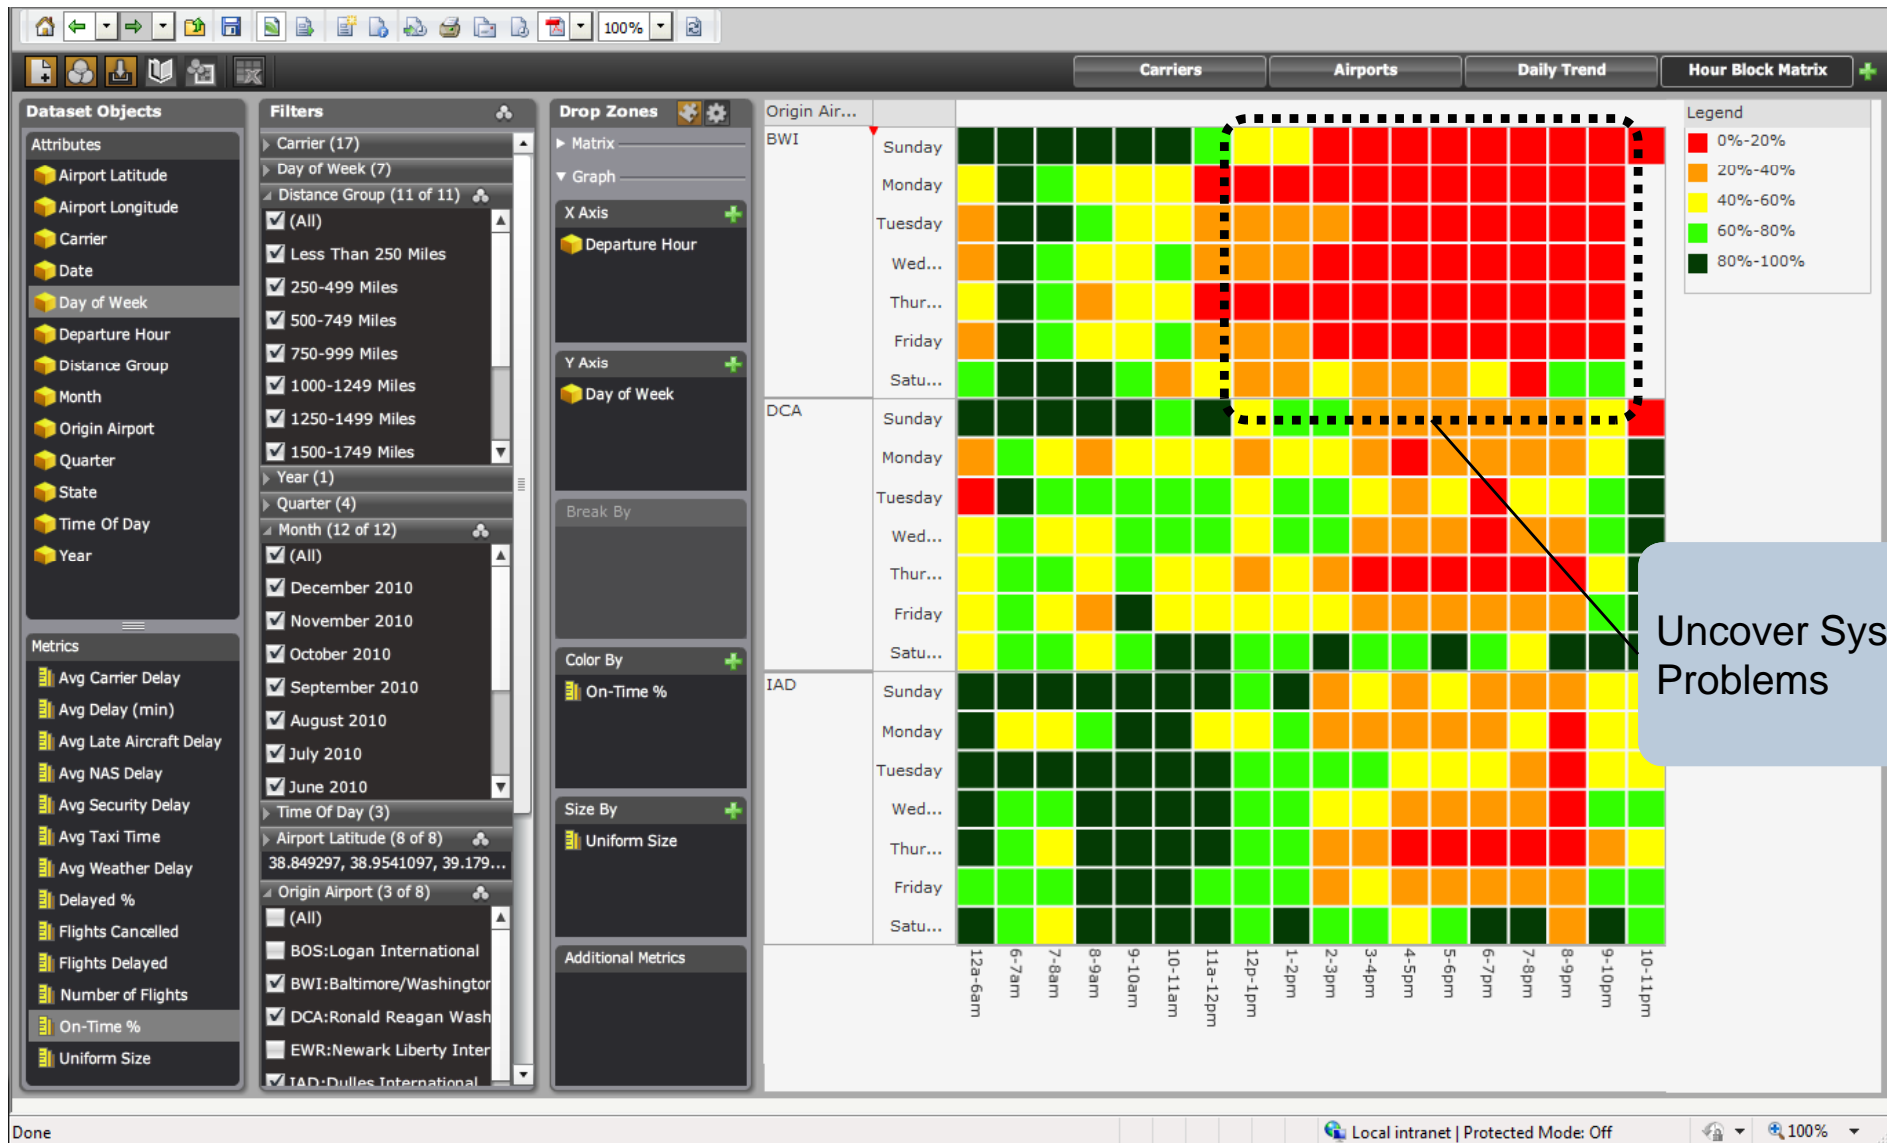 100%
Carriers
Airports
Daily Trend
Hour Block Matrix
Dataset Objects
Attributes
Airport Latitude
Airport Longitude
Carrier
Date
Day of Week
Departure Hour
Distance Group
Month
Origin Airport
Quarter
State
Time Of Day
Year
Metrics
Avg Carrier Delay
Avg Delay (min)
Avg Late Aircraft Delay
Avg NAS Delay
Avg Security Delay
Avg Taxi Time
Avg Weather Delay
Delayed %
Flights Cancelled
Flights Delayed
Number of Flights
On-Time %
Uniform Size
Filters
Carrier (17)
Day of Week (7)
Distance Group (11 of 11)
(All)
Less Than 250 Miles
250-499 Miles
500-749 Miles
750-999 Miles
1000-1249 Miles
1250-1499 Miles
1500-1749 Miles
Year (1)
Quarter (4)
Month (12 of 12)
(All)
December 2010
November 2010
October 2010
September 2010
August 2010
July 2010
June 2010
Time Of Day (3)
Airport Latitude (8 of 8)
38.849297, 38.9541097, 39.179...
Origin Airport (3 of 8)
(All)
BOS:Logan International
BWI:Baltimore/Washingtor
DCA:Ronald Reagan Wash
EWR:Newark Liberty Inter
IAD:Dulles International
Drop Zones
Matrix
Graph
X Axis
Departure Hour
Y Axis
Day of Week
Break By
Color By
On-Time %
Size By
Uniform Size
Additional Metrics
Origin Air...
BWI
Sunday
Monday
Tuesday
Wed...
Thur...
Friday
Satu...
DCA
Sunday
Monday
Tuesday
Wed...
Thur...
Friday
Satu...
IAD
Sunday
Monday
Tuesday
Wed...
Thur...
Friday
Satu...
12a-6am
6-7am
7-8am
8-9am
9-10am
10-11am
11a-12pm
12p-1pm
1-2pm
2-3pm
3-4pm
4-5pm
5-6pm
6-7pm
7-8pm
8-9pm
9-10pm
10-11pm
Legend
0%-20%
20%-40%
40%-60%
60%-80%
80%-100%
Uncover Sys
Problems
Done
Local intranet | Protected Mode: Off
100%